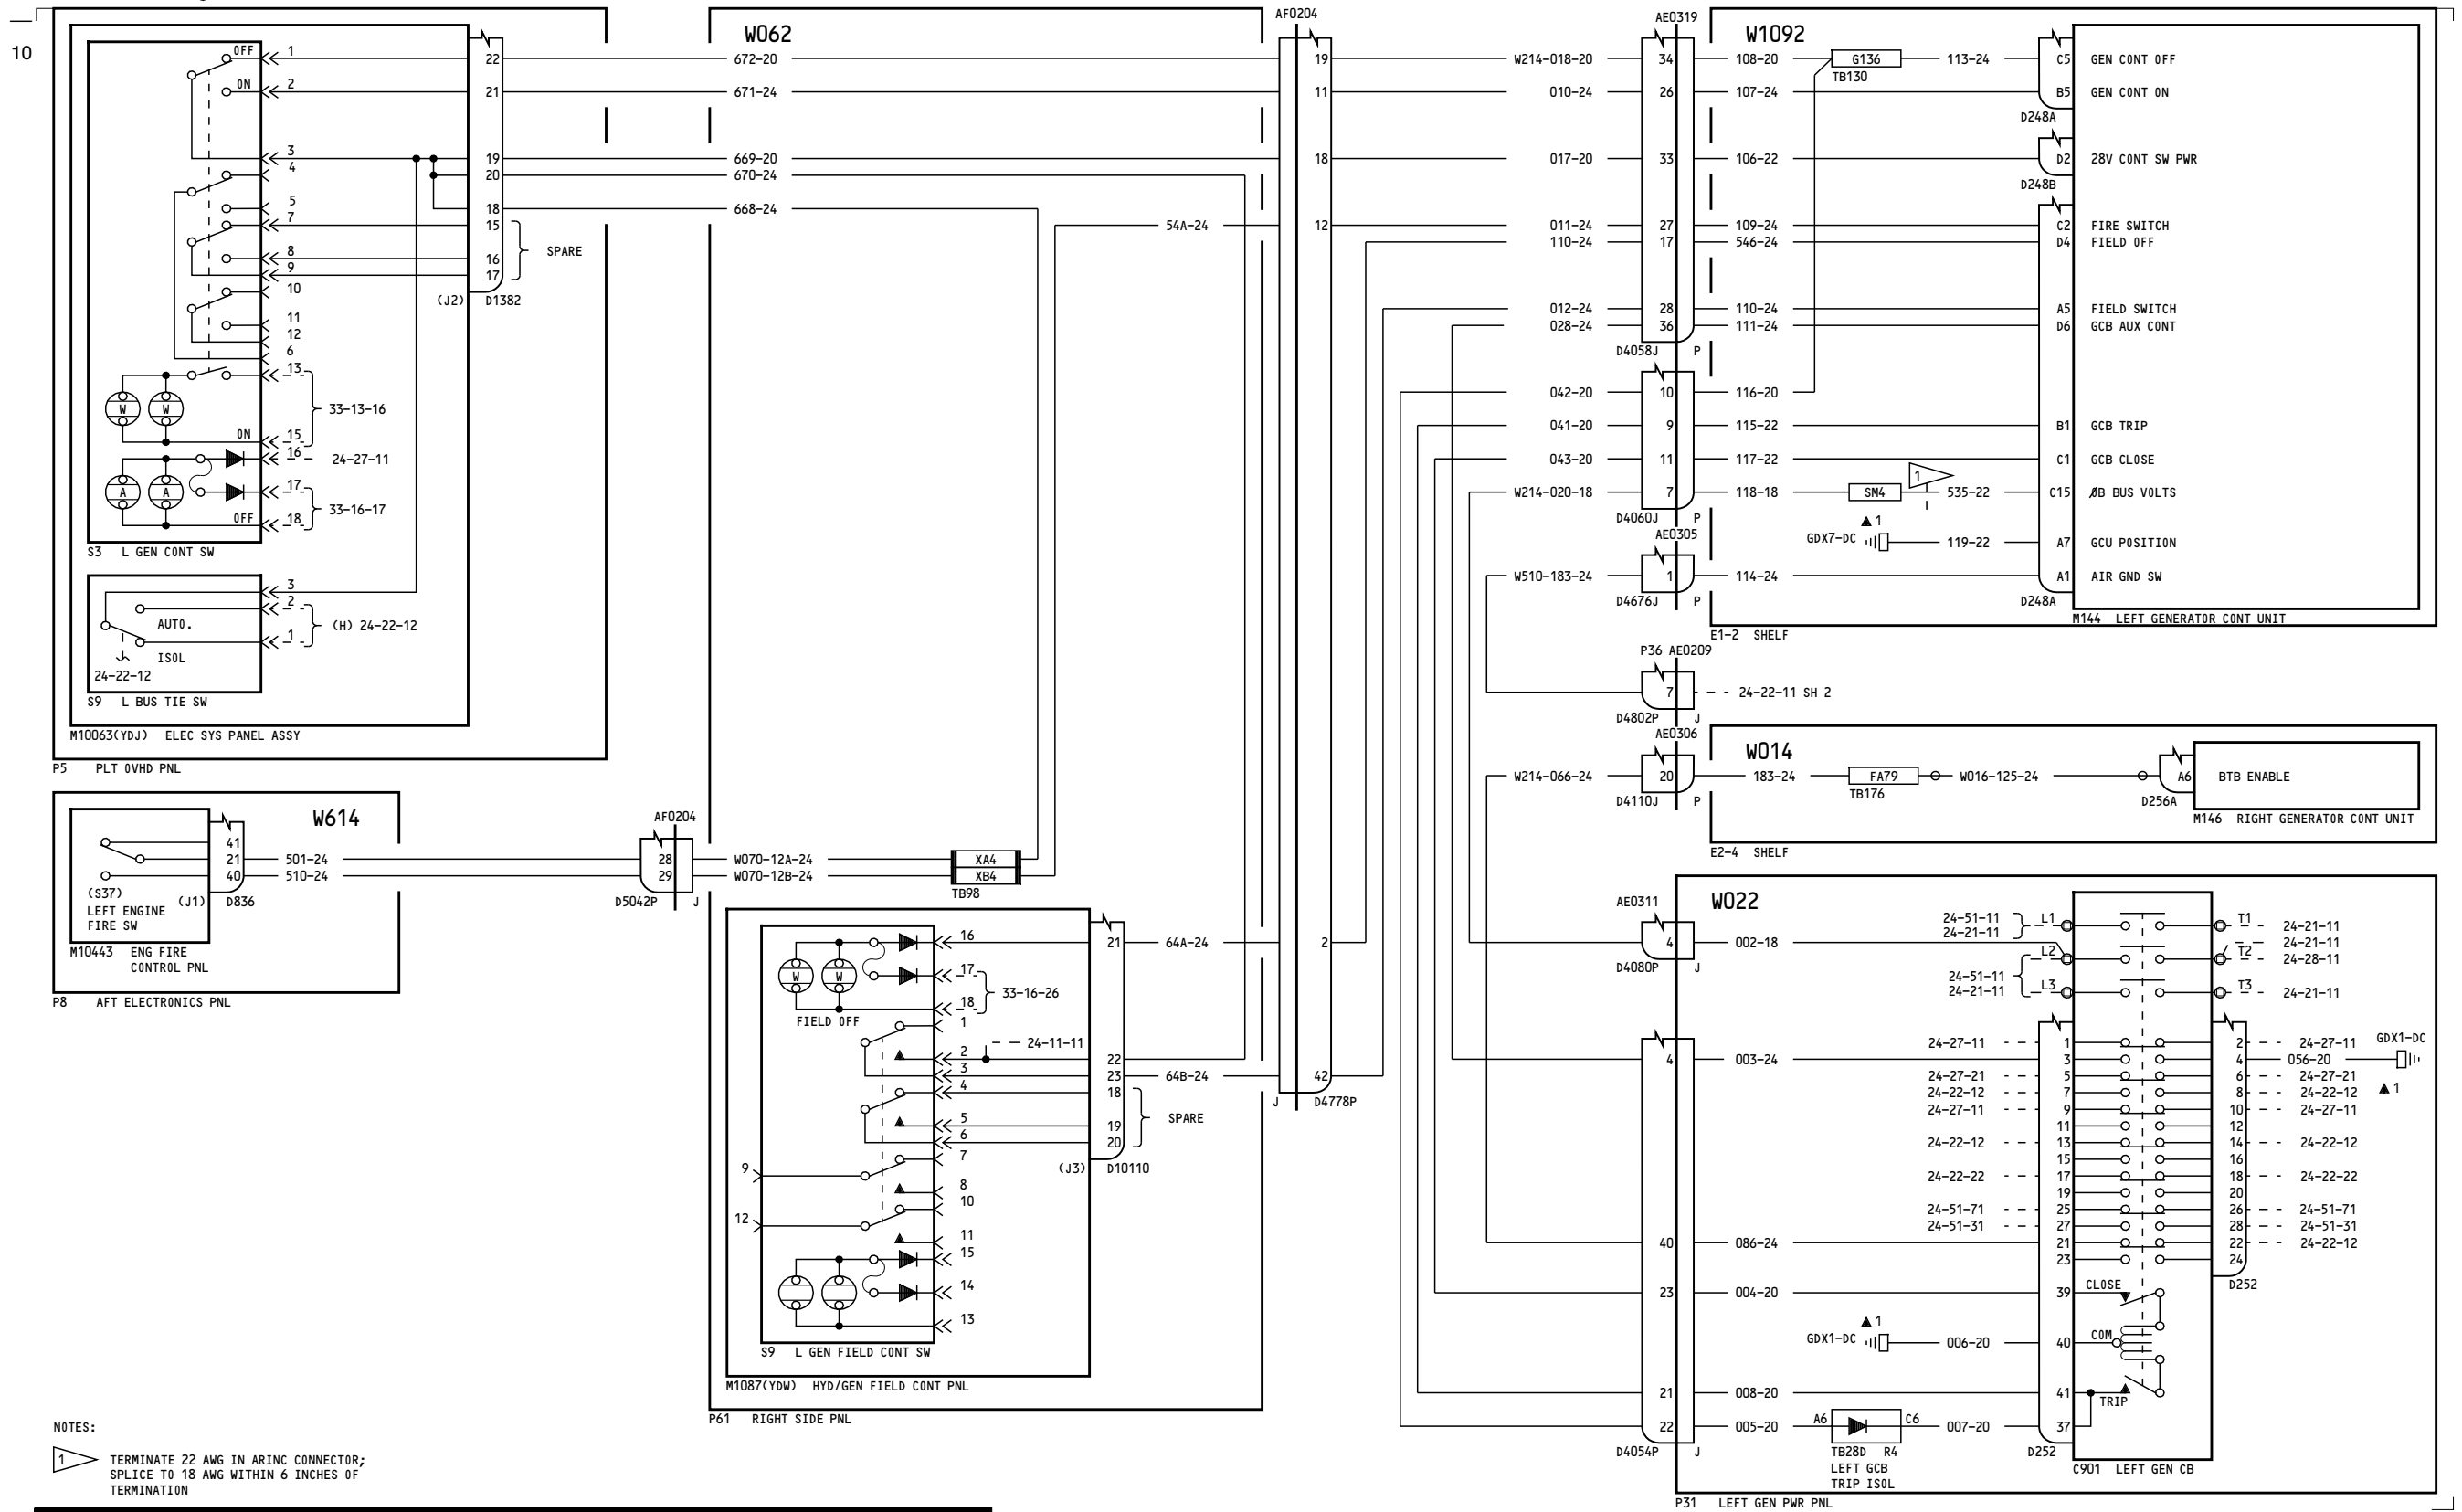 10
W062
AF0204
AE0319
W1092
OFF 1
22
672-20
19
W214-018-20
34
108-20
G136
TB130
113-24
C5 GEN CONT OFF
ON 2
21
671-24
11
010-24
26
107-24
B5 GEN CONT ON
D248A
3
19
669-20
18
017-20
33
106-22
D2 28V CONT SW PWR
D248B
4
20
670-24
5
18
668-24
7
15
54A-24
12
011-24
27
109-24
C2 FIRE SWITCH
110-24
17
546-24
D4 FIELD OFF
8
16
SPARE
9
17
(J2) D1382
10
11
12
6
012-24
28
110-24
A5 FIELD SWITCH
028-24
36
111-24
D6 GCB AUX CONT
D4058J P
13
W W
33-13-16
ON 15
042-20
10
116-20
041-20
9
115-22
B1 GCB TRIP
16
24-27-11
043-20
11
117-22
C1 GCB CLOSE
A A
17
33-16-17
OFF 18
W214-020-18
7
118-18
SM4
1
535-22
C15 ØB BUS VOLTS
D4060J P
AE0305
1
GDX7-DC
119-22
A7 GCU POSITION
S3 L GEN CONT SW
W510-183-24
1
114-24
A1 AIR GND SW
D4676J P
D248A
M144 LEFT GENERATOR CONT UNIT
E1-2 SHELF
3
2
AUTO.
(H) 24-22-12
1
ISOL
24-22-12
S9 L BUS TIE SW
M10063(YDJ) ELEC SYS PANEL ASSY
P5 PLT OVHD PNL
P36 AE0209
7
24-22-11 SH 2
D4802P J
AE0306
W014
W214-066-24
20
183-24
FA79
TB176
W016-125-24
A6 BTB ENABLE
D4110J P
D256A
M146 RIGHT GENERATOR CONT UNIT
E2-4 SHELF
W614
41
21
501-24
40
510-24
(S37)
LEFT ENGINE
FIRE SW
(J1) D836
M10443 ENG FIRE
CONTROL PNL
P8 AFT ELECTRONICS PNL
AF0204
28
W070-12A-24
XA4
29
W070-12B-24
XB4
TB98
D5042P J
16
21
64A-24
2
W W
17
33-16-26
18
FIELD OFF
1
24-11-11
2
22
3
23
64B-24
42
4
18
J D4778P
5
19
SPARE
6
20
(J3) D10110
7
9
8
10
12
11
15
14
13
S9 L GEN FIELD CONT SW
M1087(YDW) HYD/GEN FIELD CONT PNL
P61 RIGHT SIDE PNL
AE0311
W022
4
002-18
D4080P J
24-51-11
24-21-11
L1
T1
24-21-11
24-21-11
L2
T2
24-28-11
24-51-11
24-21-11
L3
T3
24-21-11
24-27-11 1 2 24-27-11
GDX1-DC
4
003-24
3 4 056-20
24-27-21 5 6 24-27-21
24-22-12 7 8 24-22-12
1
24-27-11 9 10 24-27-11
11 12
24-22-12 13 14 24-22-12
15 16
24-22-22 17 18 24-22-22
19 20
24-51-71 25 26 24-51-71
24-51-31 27 28 24-51-31
40
086-24
21 22 24-22-12
23 24
D252
23
004-20
39 CLOSE
1
GDX1-DC
006-20
40 COM
21
008-20
41
TRIP
22
005-20
A6 C6
007-20
37
D4054P J
TB28D R4
LEFT GCB
TRIP ISOL
D252
C901 LEFT GEN CB
P31 LEFT GEN PWR PNL
NOTES:
1 TERMINATE 22 AWG IN ARINC CONNECTOR;
SPLICE TO 18 AWG WITHIN 6 INCHES OF
TERMINATION